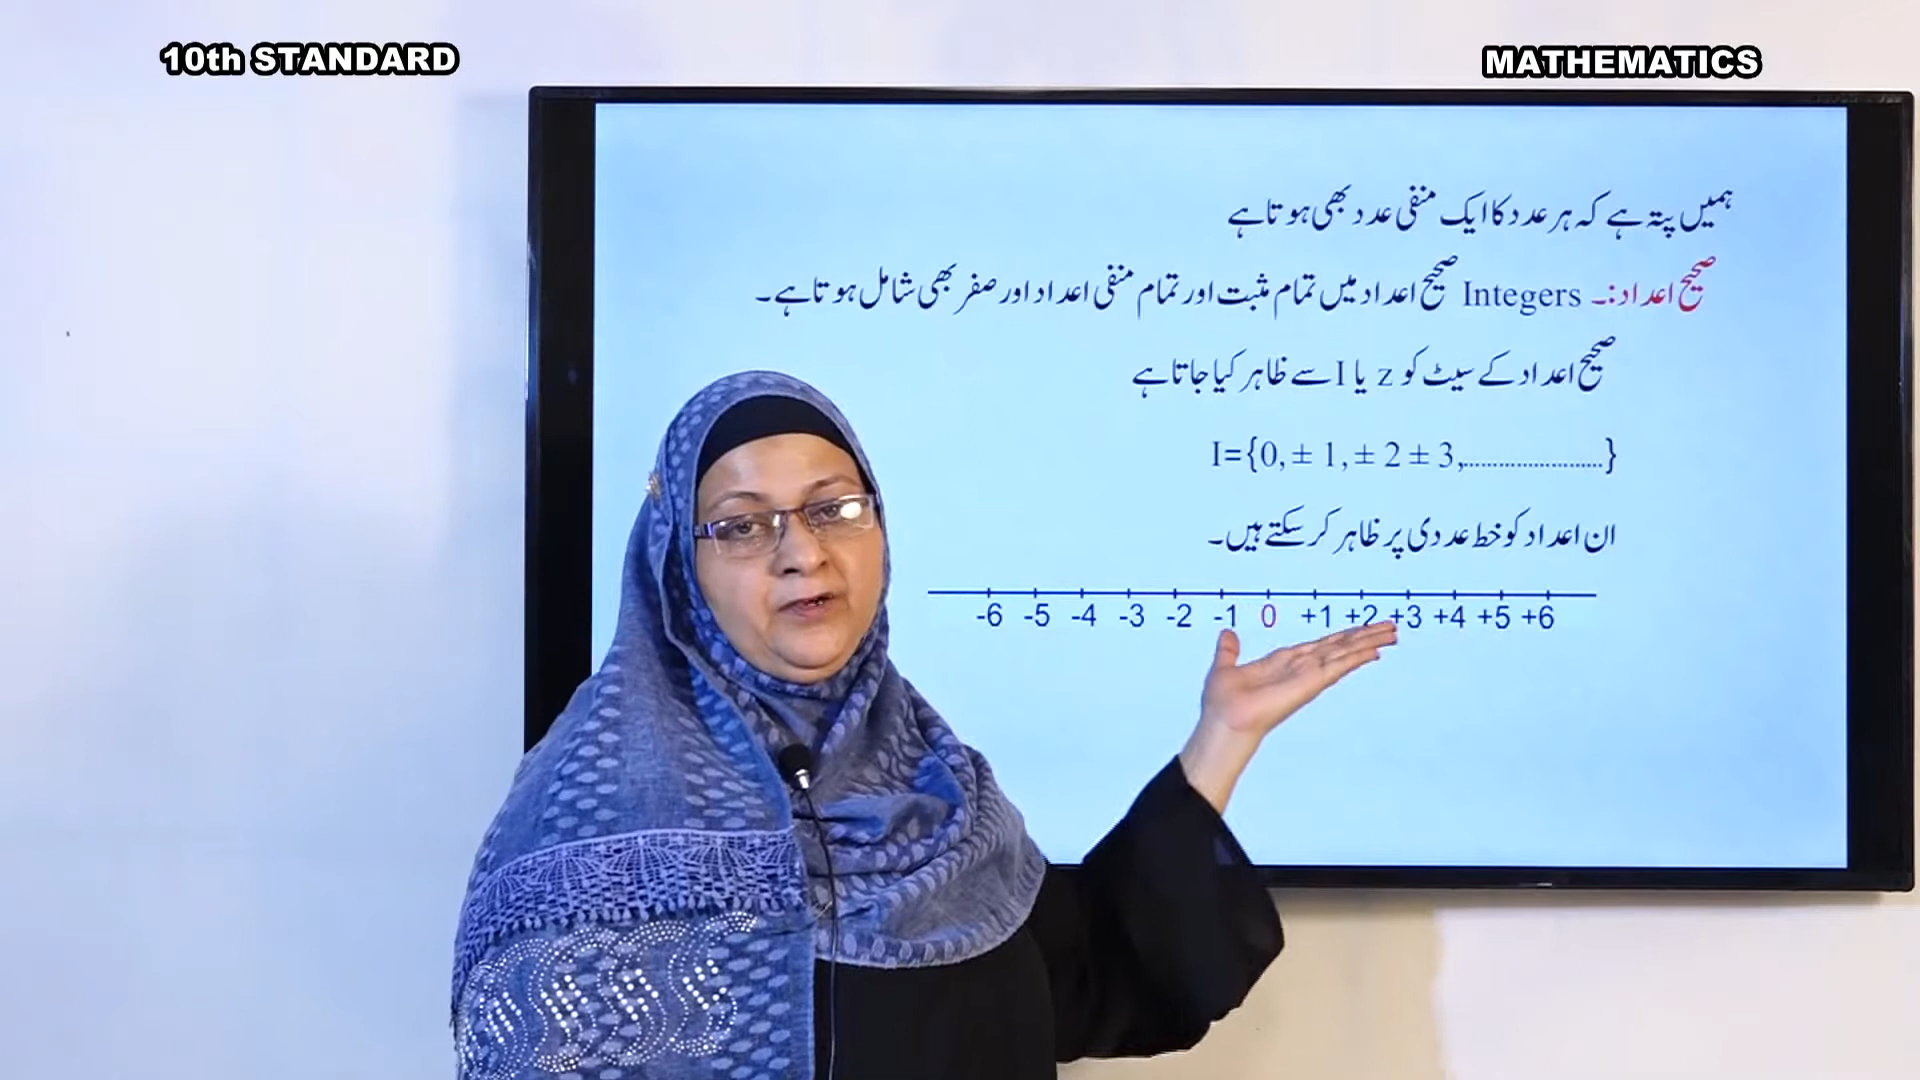 10th STANDARD
MATHEMATICS
ہمیں پتہ ہے کہ ہر عدد کا ایک منفی عدد بھی ہوتا ہے
صحیح اعداد:۔ Integers صحیح اعداد میں تمام مثبت اور تمام منفی اعداد اور صفر بھی شامل ہوتا ہے۔
صحیح اعداد کے سیٹ کو z یا I سے ظاہر کیا جاتا ہے
I={0, ± 1, ± 2 ± 3,........................}
ان اعداد کو خط عددی پر ظاہر کر سکتے ہیں۔
-6 -5 -4 -3 -2 -1 0 +1 +2 +3 +4 +5 +6